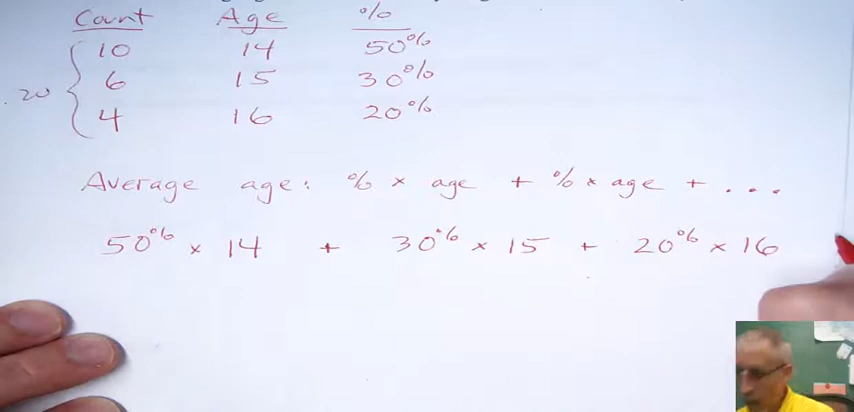 Count Age %
10 14 50%
6 15 30%
20
4 16 20%
Average age: % × age + % × age + ...
50% × 14 + 30% × 15 + 20% × 16